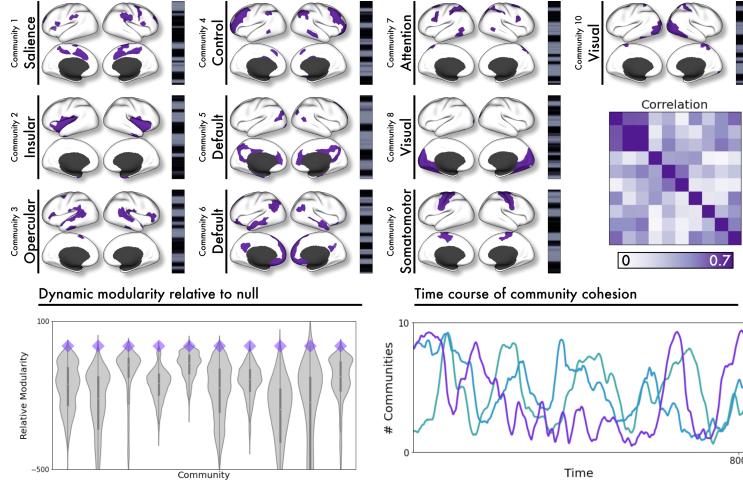 Community 1
Salience
Community 4
Control
Community 7
Attention
Community 10
Visual
Community 2
Insular
Community 5
Default
Community 8
Visual
Correlation
0
0.7
Community 3
Opercular
Community 6
Default
Community 9
Somatomotor
Dynamic modularity relative to null
100
Relative Modularity
−500
Community
Time course of community cohesion
10
# Communities
0
Time
800